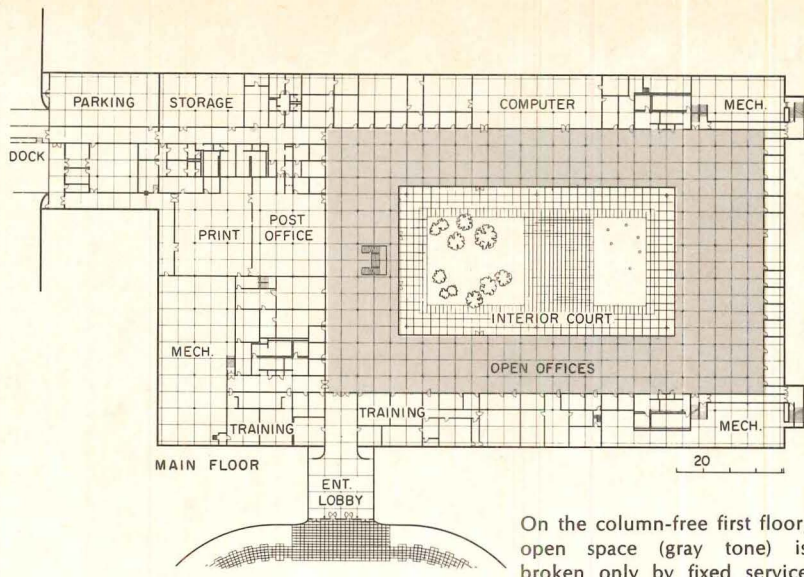 PARKING
STORAGE
COMPUTER
MECH.
DOCK
PRINT
POST
OFFICE
INTERIOR COURT
MECH.
OPEN OFFICES
TRAINING
TRAINING
MECH.
MAIN FLOOR
20
ENT.
LOBBY
On the column-free first floor
open space (gray tone) is
broken only by fixed service